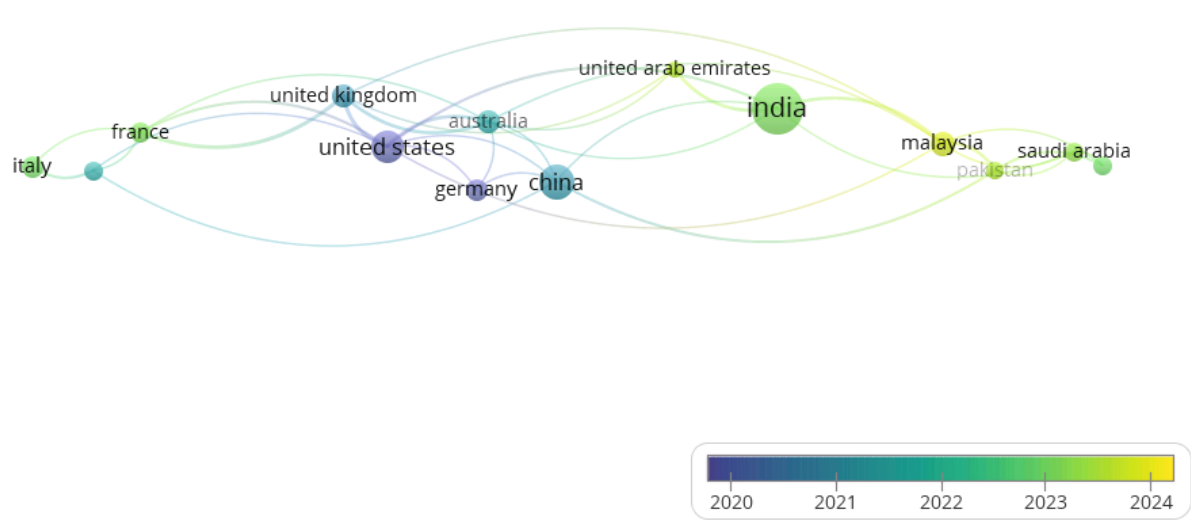 united arab emirates
united kingdom
india
australia
france
united states
malaysia
saudi arabia
italy
pakistan
germany
china
2020
2021
2022
2023
2024